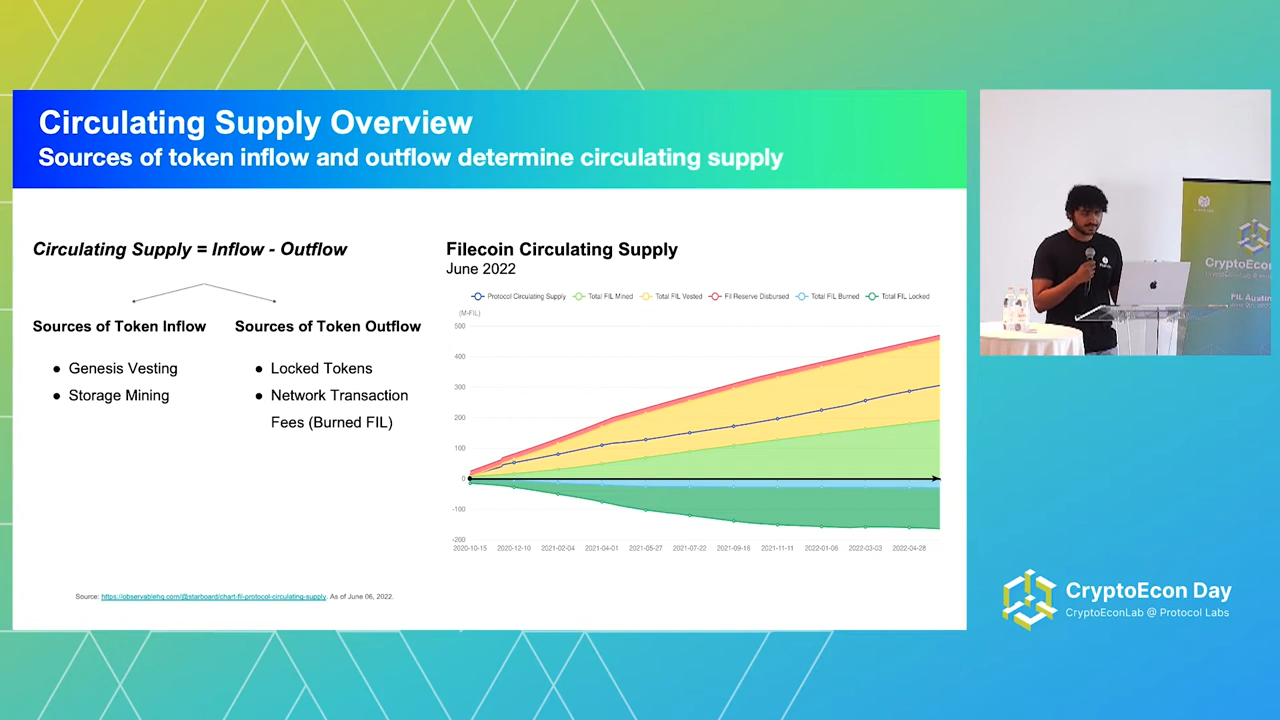 Circulating Supply Overview
Sources of token inflow and outflow determine circulating supply
Circulating Supply = Inflow - Outflow
Sources of Token Inflow
● Genesis Vesting
● Storage Mining
Sources of Token Outflow
● Locked Tokens
● Network Transaction
Fees (Burned FIL)
Filecoin Circulating Supply
June 2022
Protocol Circulating Supply Total FIL Mined Total FIL Vested Fil Reserve Disbursed Total FIL Burned Total FIL Locked
(M-FIL)
500
400
300
200
100
0
-100
-200
2020-10-15 2020-12-10 2021-02-04 2021-04-01 2021-05-27 2021-07-22 2021-09-16 2021-11-11 2022-01-06 2022-03-03 2022-04-28
Source: https://observablehq.com/@starboard/chart-fil-protocol-circulating-supply. As of June 06, 2022.
CryptoEcon
FIL Austin
CryptoEcon Day
CryptoEconLab @ Protocol Labs